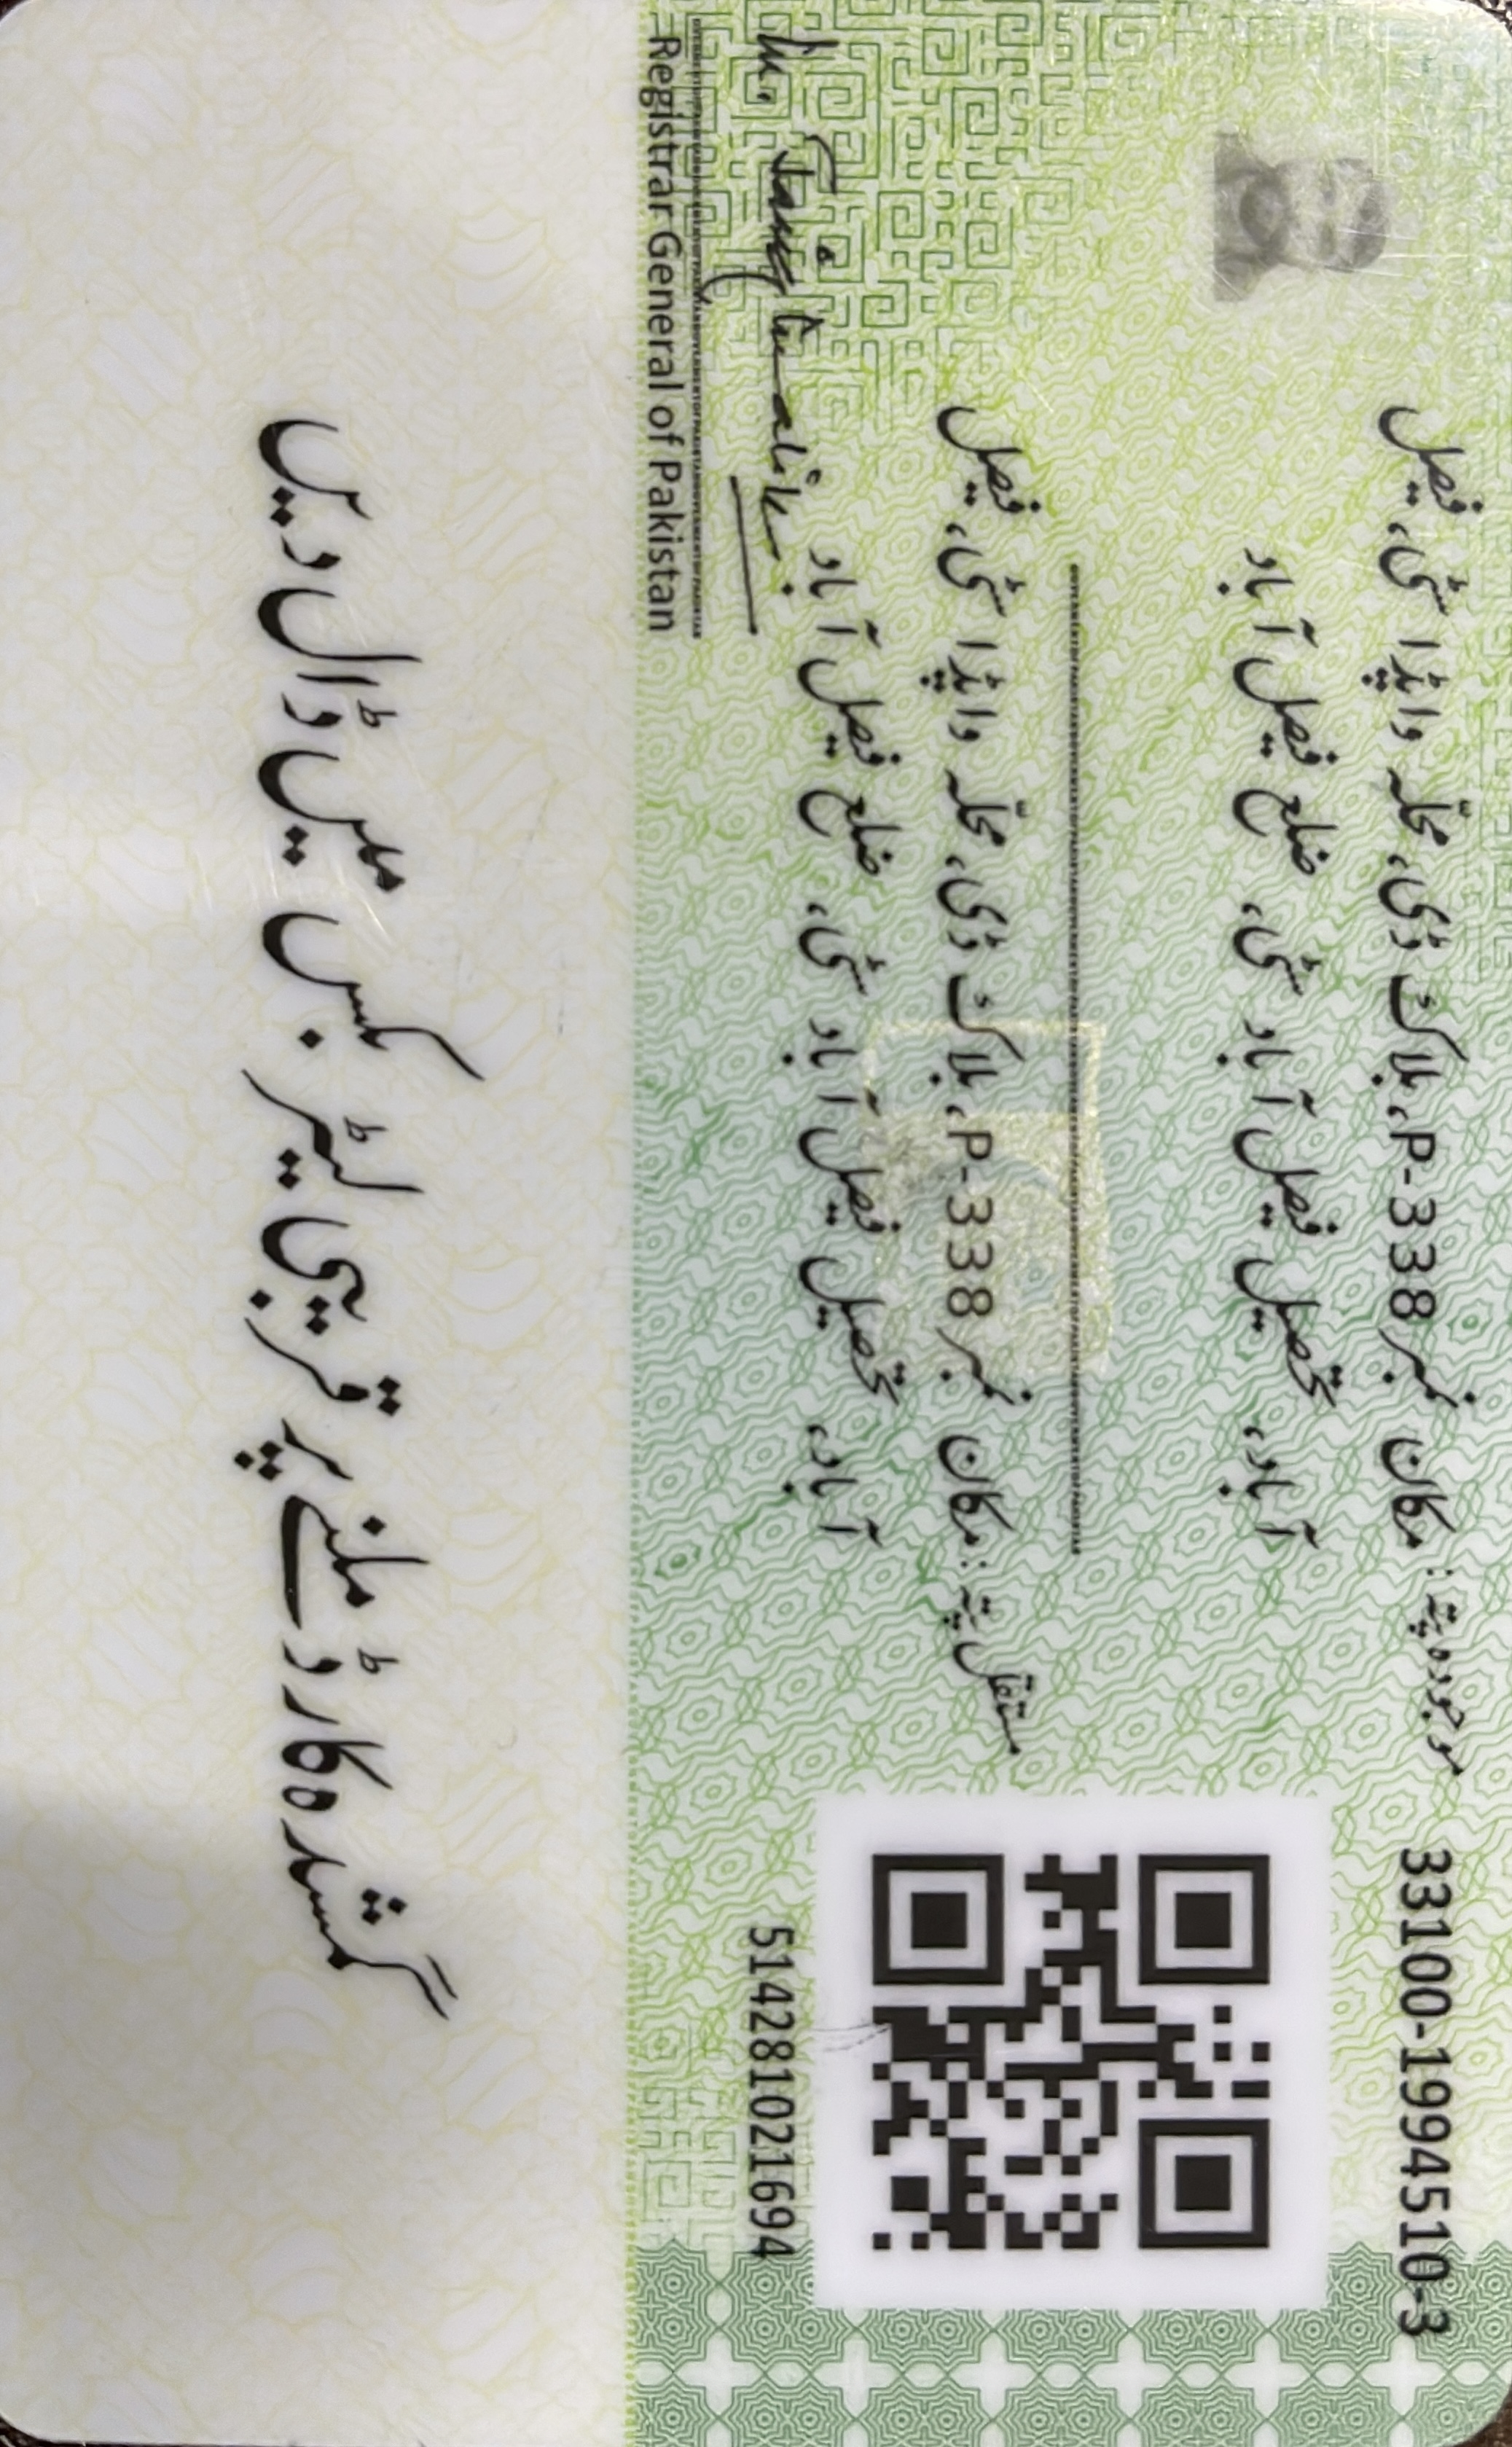 33100-1994510-3
موجودہ پتہ: مکان نمبر P-338، بلاک ڈی، محلہ واپڈا سٹی، فیصل
آباد، تحصیل فیصل آباد سٹی، ضلع فیصل آباد
مستقل پتہ: مکان نمبر P-338، بلاک ڈی، محلہ واپڈا سٹی، فیصل
آباد، تحصیل فیصل آباد سٹی، ضلع فیصل آباد
514281021694
Registrar General of Pakistan
گمشدہ کارڈ ملنے پر قریبی لیٹر بکس میں ڈال دیں